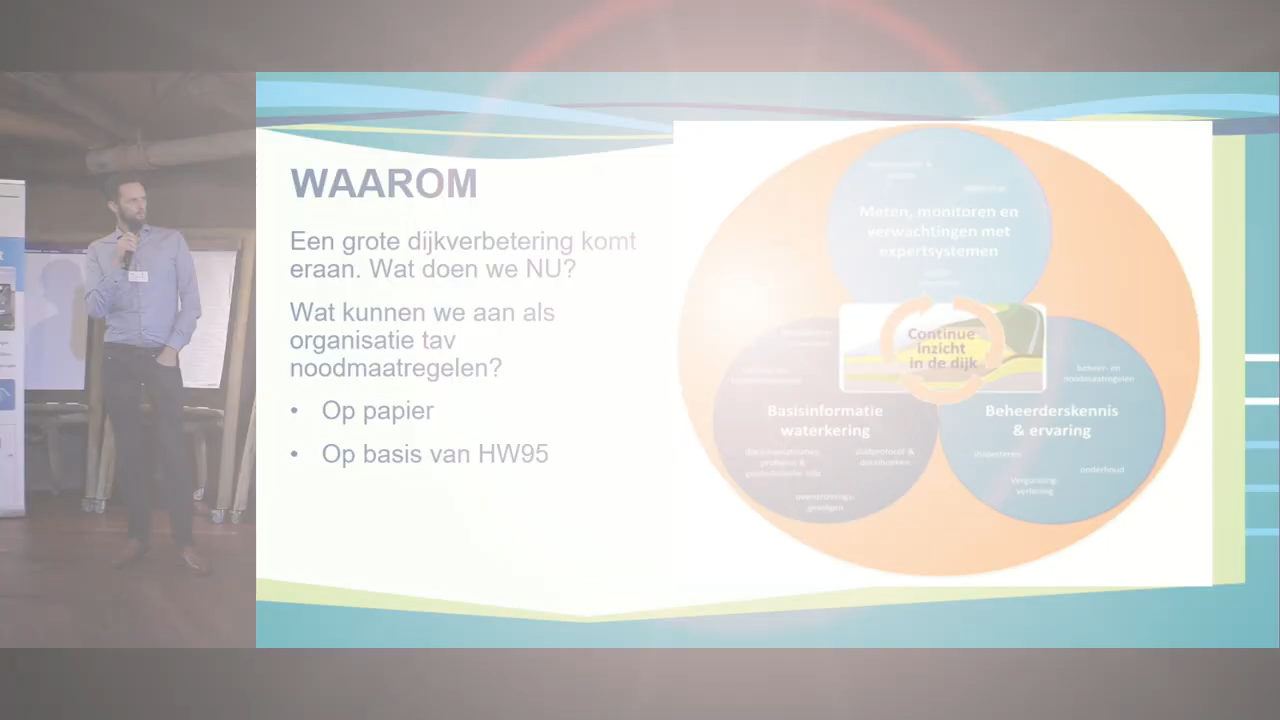 WAAROM
Een grote dijkverbetering komt
eraan. Wat doen we NU?
Wat kunnen we aan als
organisatie tav
noodmaatregelen?
• Op papier
• Op basis van HW95
Meten, monitoren en
verwachtingen met
expertsystemen
Continue
inzicht
in de dijk
Basisinformatie
waterkering
Beheerderskennis
& ervaring
beheer- en
noodmaatregelen
onderhoud
Vergunning-
verlening